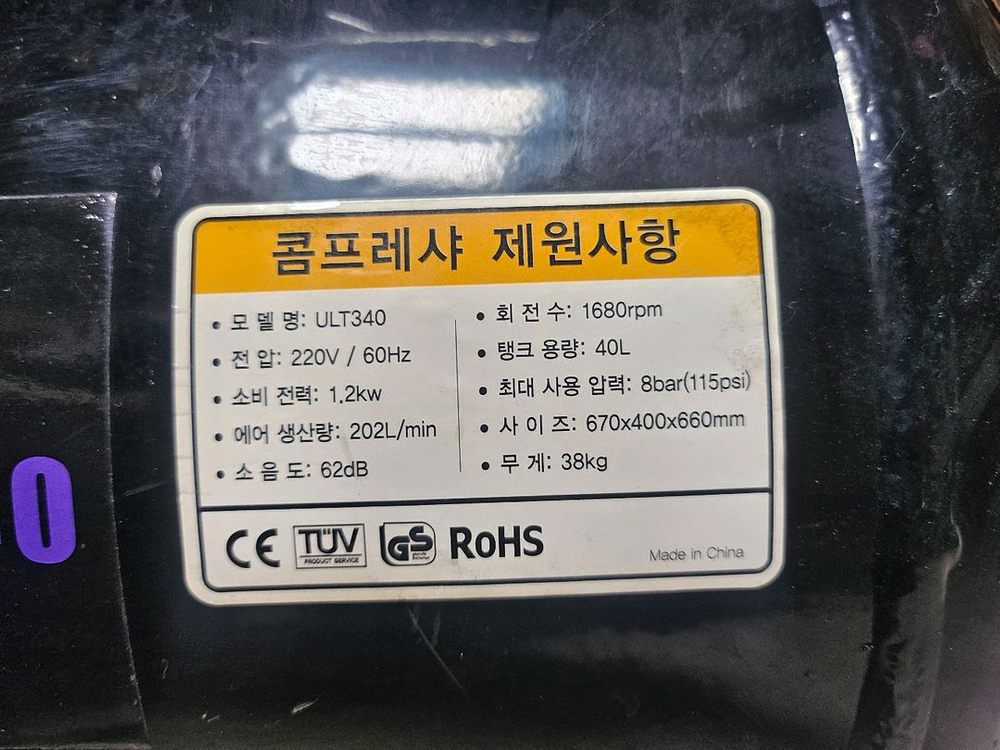 콤프레샤 제원사항
• 모 델 명: ULT340
• 전 압: 220V / 60Hz
• 소비 전력: 1.2kw
• 에어 생산량: 202L/min
• 소 음 도: 62dB
• 회 전 수: 1680rpm
• 탱크 용량: 40L
• 최대 사용 압력: 8bar(115psi)
• 사 이 즈: 670x400x660mm
• 무 게: 38kg
CE TÜV GS RoHS
PRODUCT SERVICE
Made in China
0